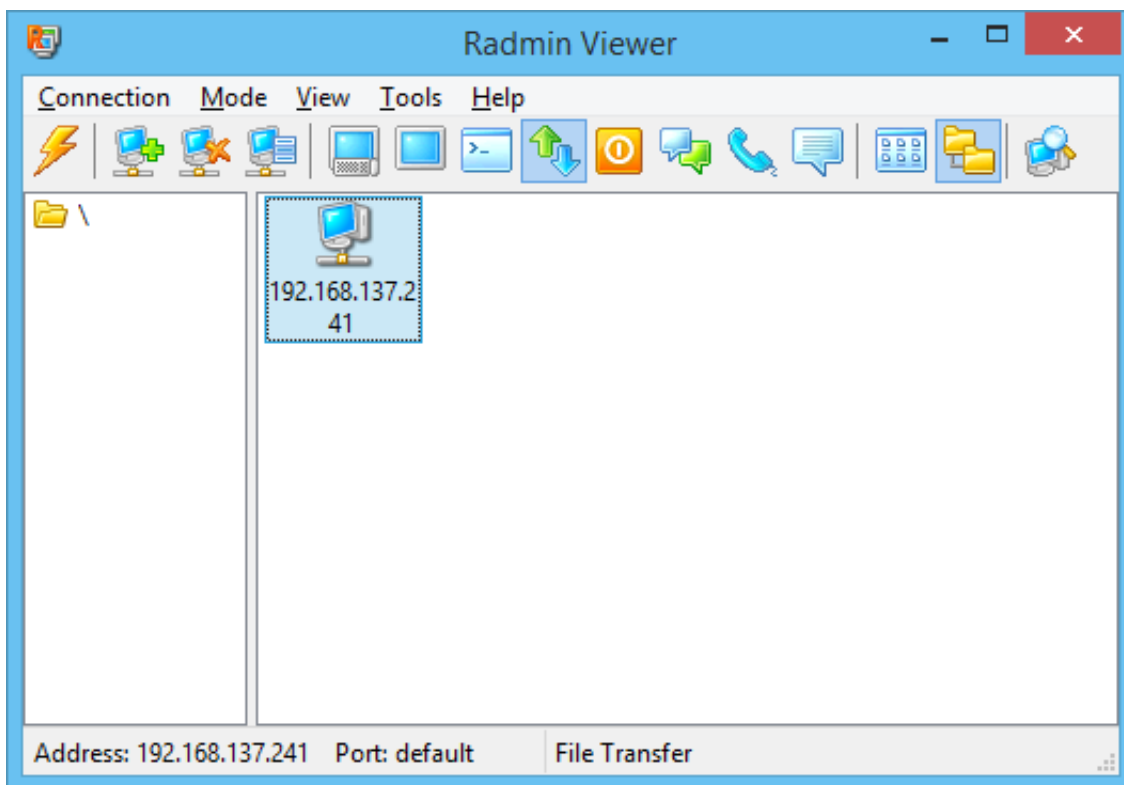 Radmin Viewer
Connection Mode View Tools Help
\
192.168.137.2
41
Address: 192.168.137.241 Port: default File Transfer